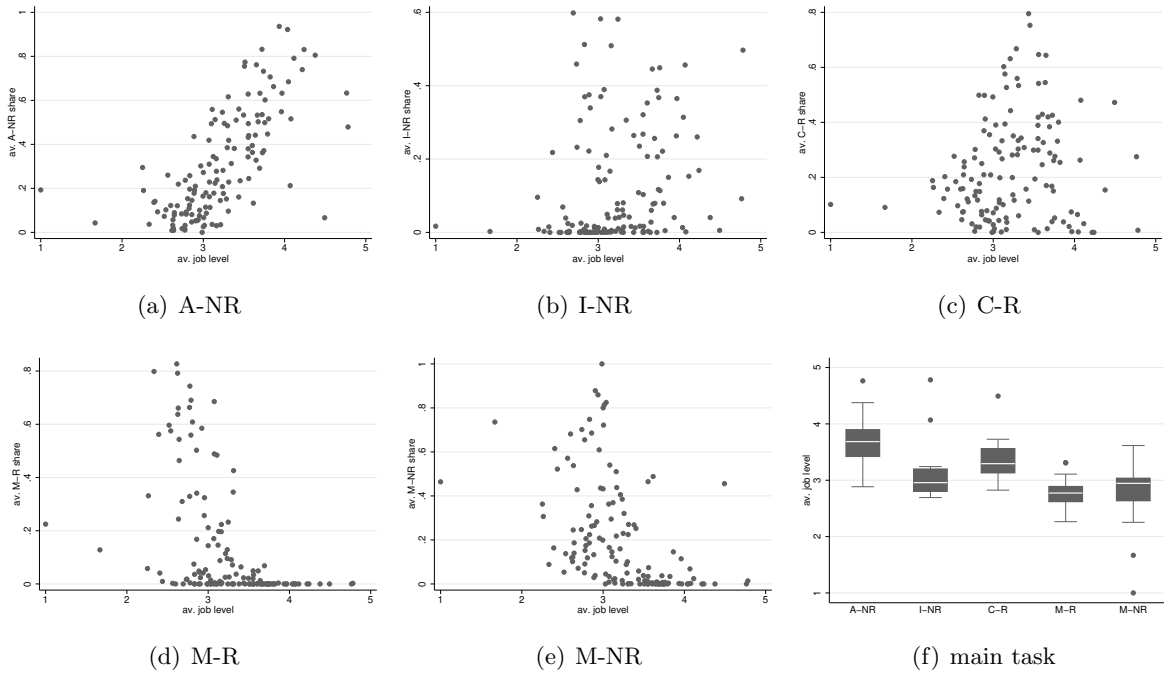 av. A–NR share
1
.8
.6
.4
.2
0
1 2 3 4 5
av. job level
(a) A-NR
av. I–NR share
.6
.4
.2
0
1 2 3 4 5
av. job level
(b) I-NR
av. C–R share
.8
.6
.4
.2
0
1 2 3 4 5
av. job level
(c) C-R
av. M–R share
.8
.6
.4
.2
0
1 2 3 4 5
av. job level
(d) M-R
av. M–NR share
1
.8
.6
.4
.2
0
1 2 3 4 5
av. job level
(e) M-NR
av. job level
5
4
3
2
1
A–NR I–NR C–R M–R M–NR
(f) main task